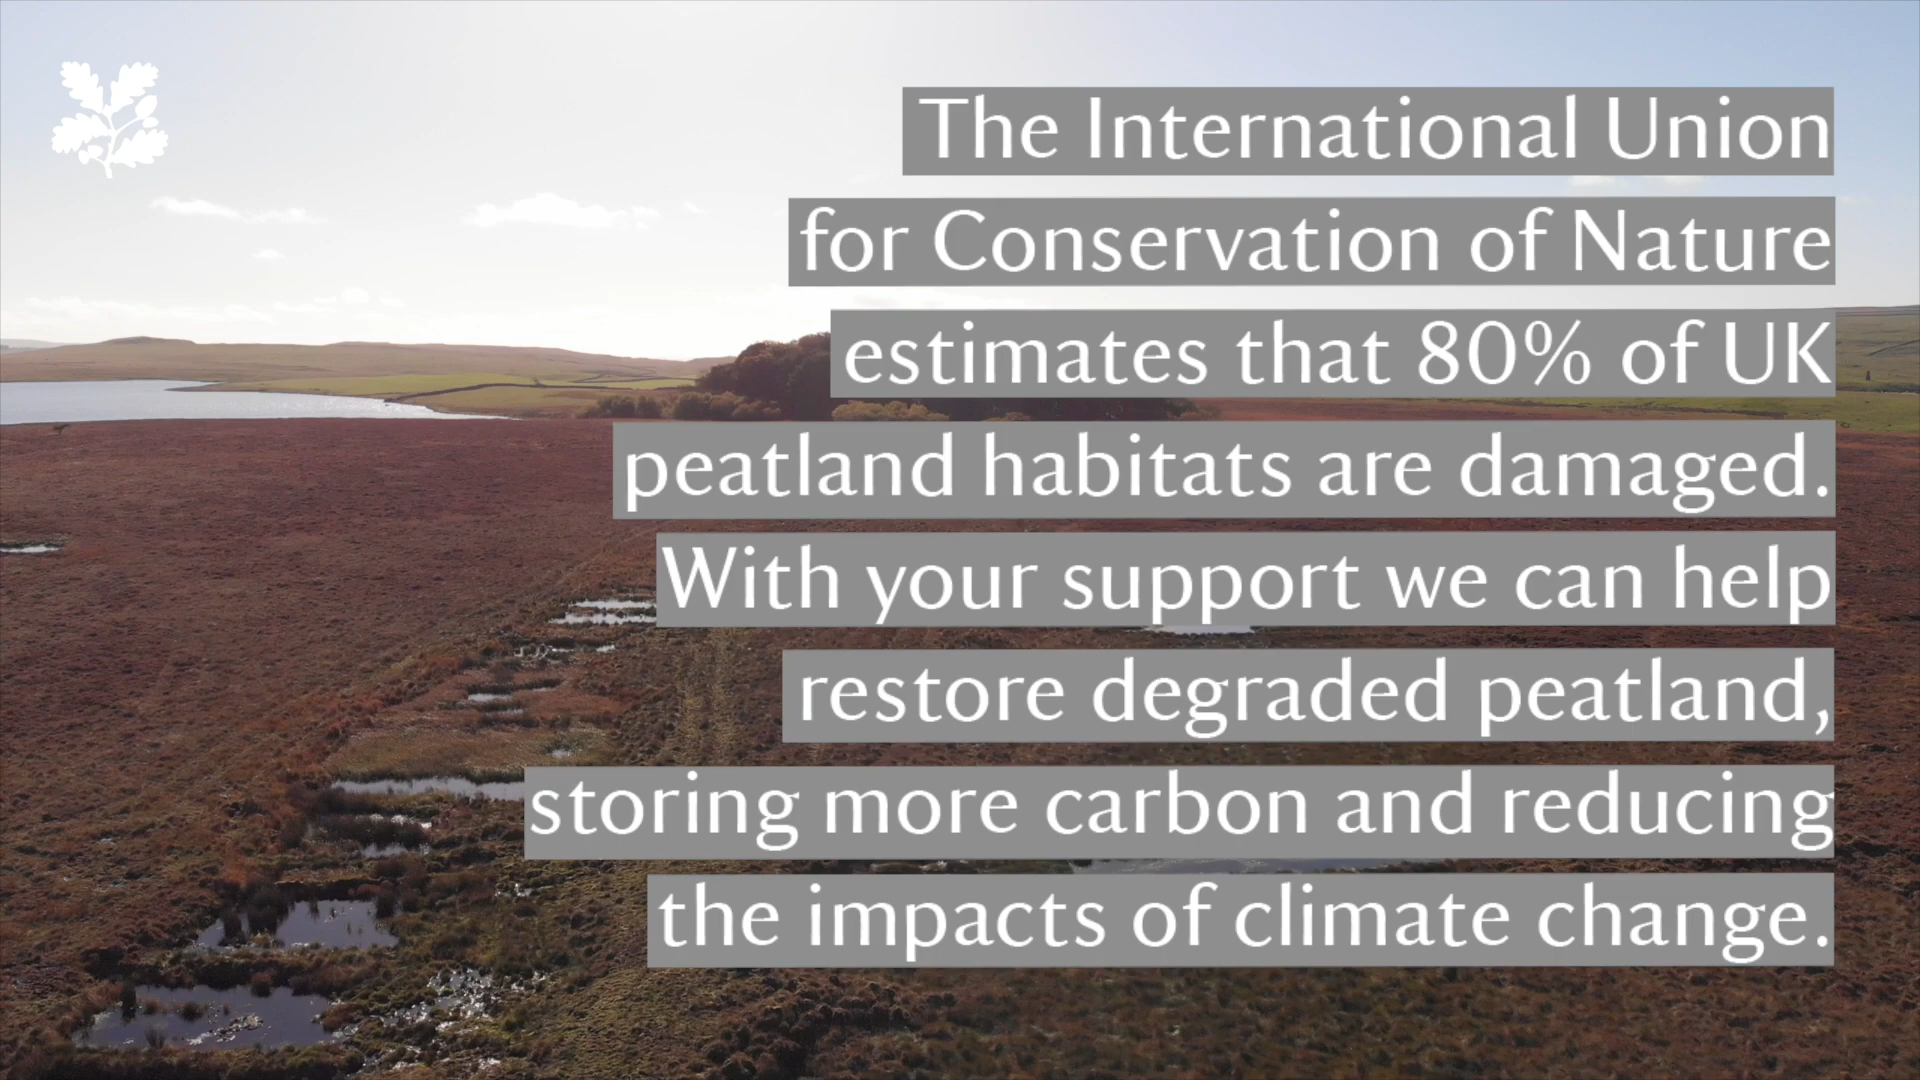 The International Union
for Conservation of Nature
estimates that 80% of UK
peatland habitats are damaged.
With your support we can help
restore degraded peatland,
storing more carbon and reducing
the impacts of climate change.